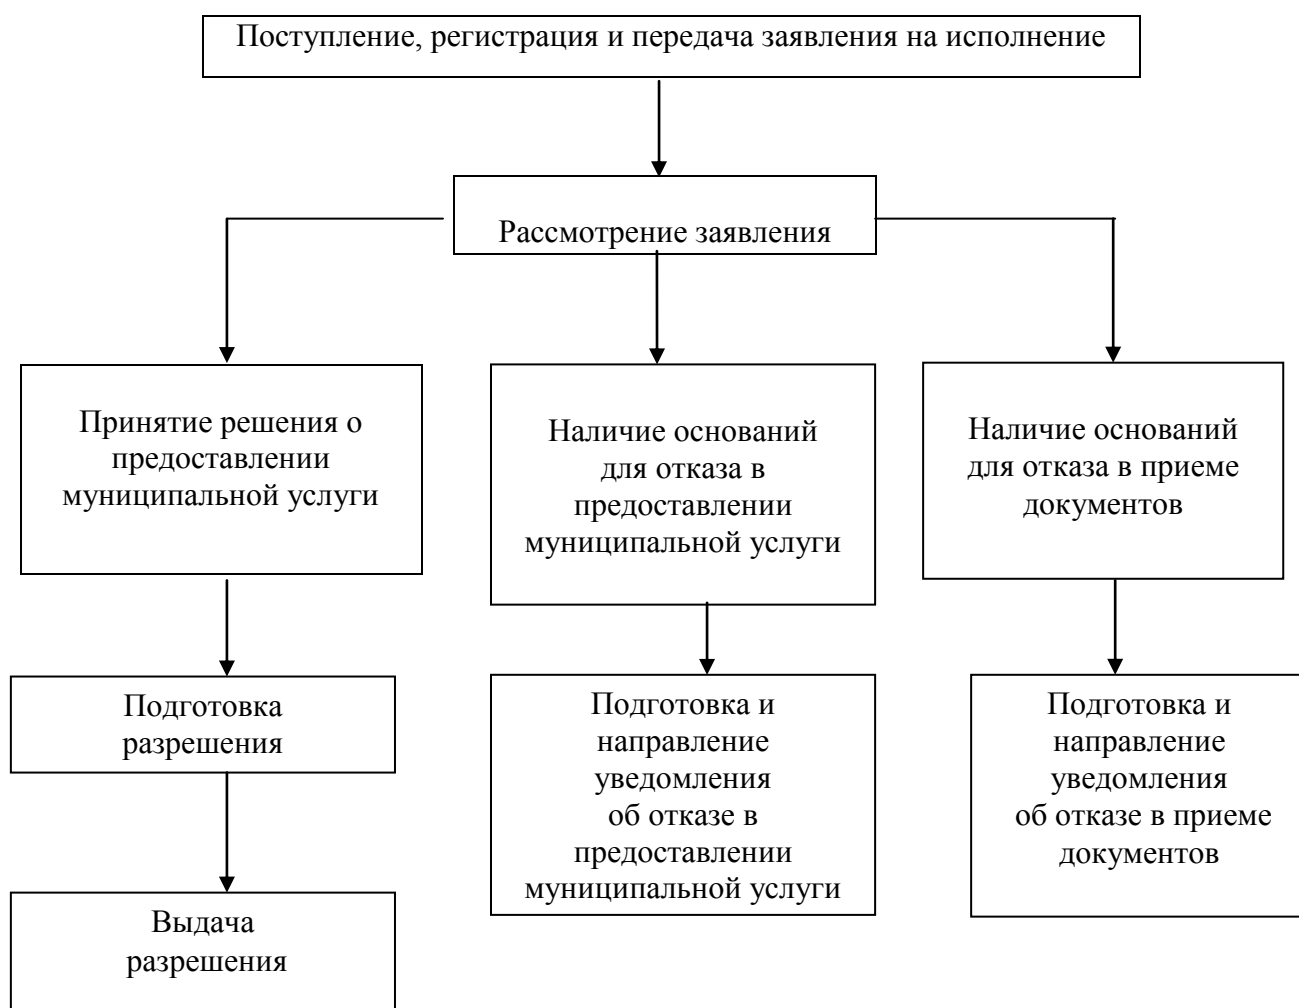 Поступление, регистрация и передача заявления на исполнение
Рассмотрение заявления
Принятие решения о
предоставлении
муниципальной услуги
Наличие оснований
для отказа в
предоставлении
муниципальной услуги
Наличие оснований
для отказа в приеме
документов
Подготовка
разрешения
Подготовка и
направление
уведомления
об отказе в
предоставлении
муниципальной услуги
Подготовка и
направление
уведомления
об отказе в приеме
документов
Выдача
разрешения